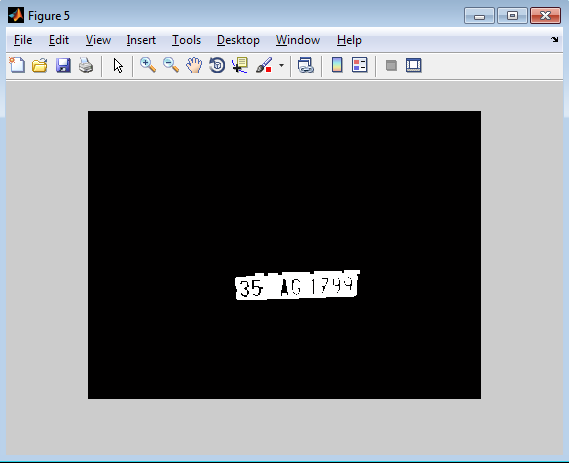 Figure 5
File Edit View Insert Tools Desktop Window Help
35 AG 1799